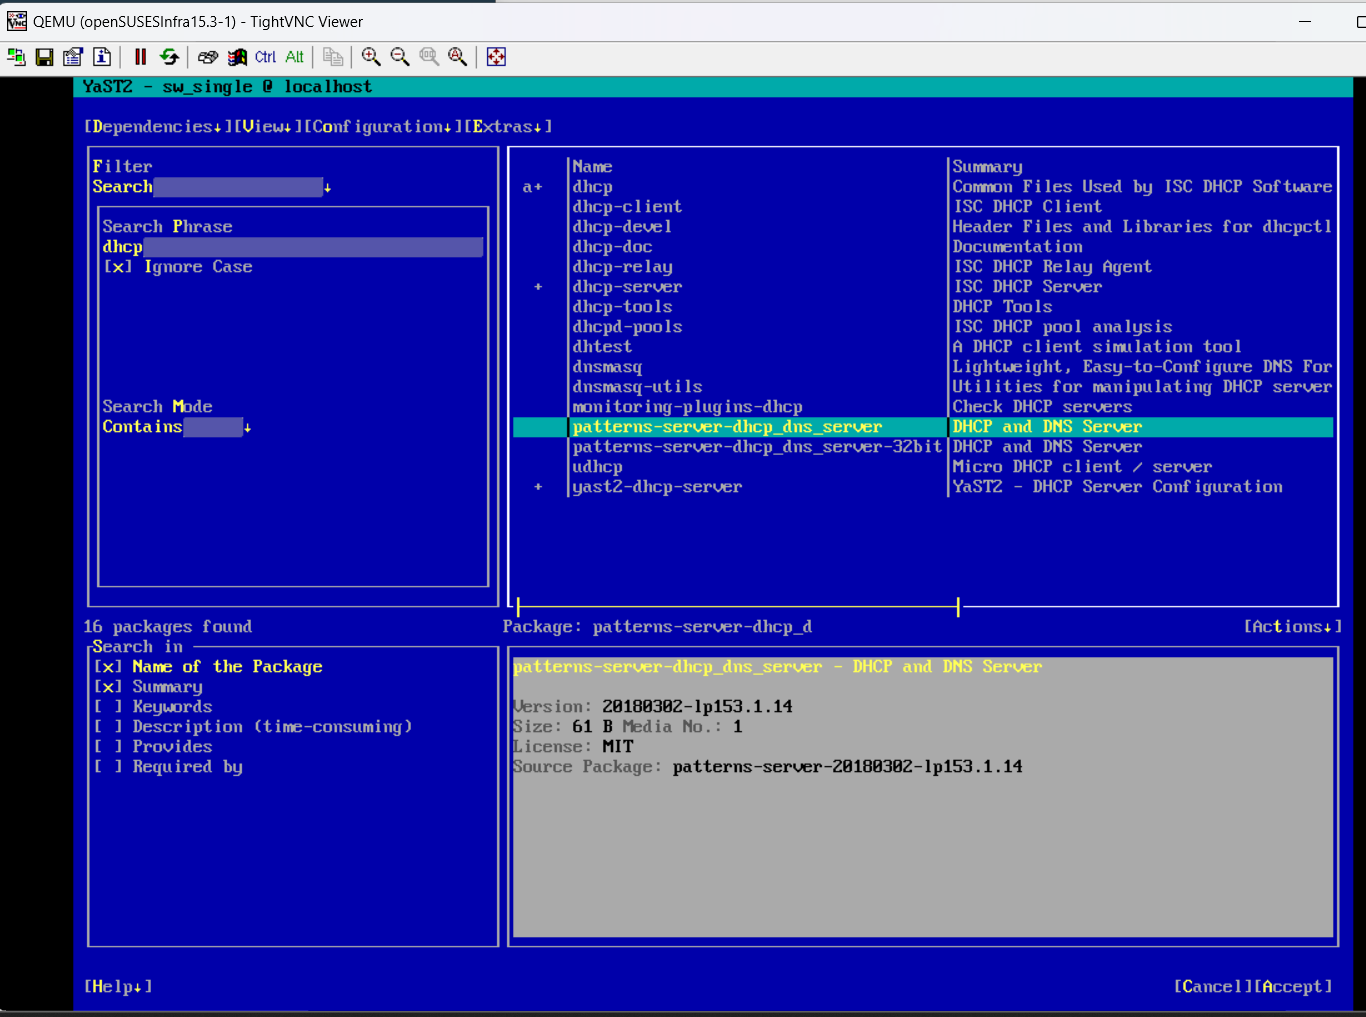 QEMU (openSUSESInfra15.3-1) - TightVNC Viewer
Ctrl Alt
YaST2 - sw_single @ localhost
[Dependencies↓][View↓][Configuration↓][Extras↓]
Filter
Search↓
Search Phrase
dhcp
[x] Ignore Case
Search Mode
Contains↓
Name Summary
a+ dhcp Common Files Used by ISC DHCP Software
dhcp-client ISC DHCP Client
dhcp-devel Header Files and Libraries for dhcpctl
dhcp-doc Documentation
dhcp-relay ISC DHCP Relay Agent
+ dhcp-server ISC DHCP Server
dhcp-tools DHCP Tools
dhcpd-pools ISC DHCP pool analysis
dhtest A DHCP client simulation tool
dnsmasq Lightweight, Easy-to-Configure DNS For
dnsmasq-utils Utilities for manipulating DHCP server
monitoring-plugins-dhcp Check DHCP servers
patterns-server-dhcp_dns_server DHCP and DNS Server
patterns-server-dhcp_dns_server-32bit DHCP and DNS Server
udhcp Micro DHCP client / server
+ yast2-dhcp-server YaST2 - DHCP Server Configuration
16 packages found
Package: patterns-server-dhcp_d [Actions↓]
Search in
[x] Name of the Package
[x] Summary
[ ] Keywords
[ ] Description (time-consuming)
[ ] Provides
[ ] Required by
patterns-server-dhcp_dns_server - DHCP and DNS Server
Version: 20180302-lp153.1.14
Size: 61 B Media No.: 1
License: MIT
Source Package: patterns-server-20180302-lp153.1.14
[Help↓] [Cancel][Accept]